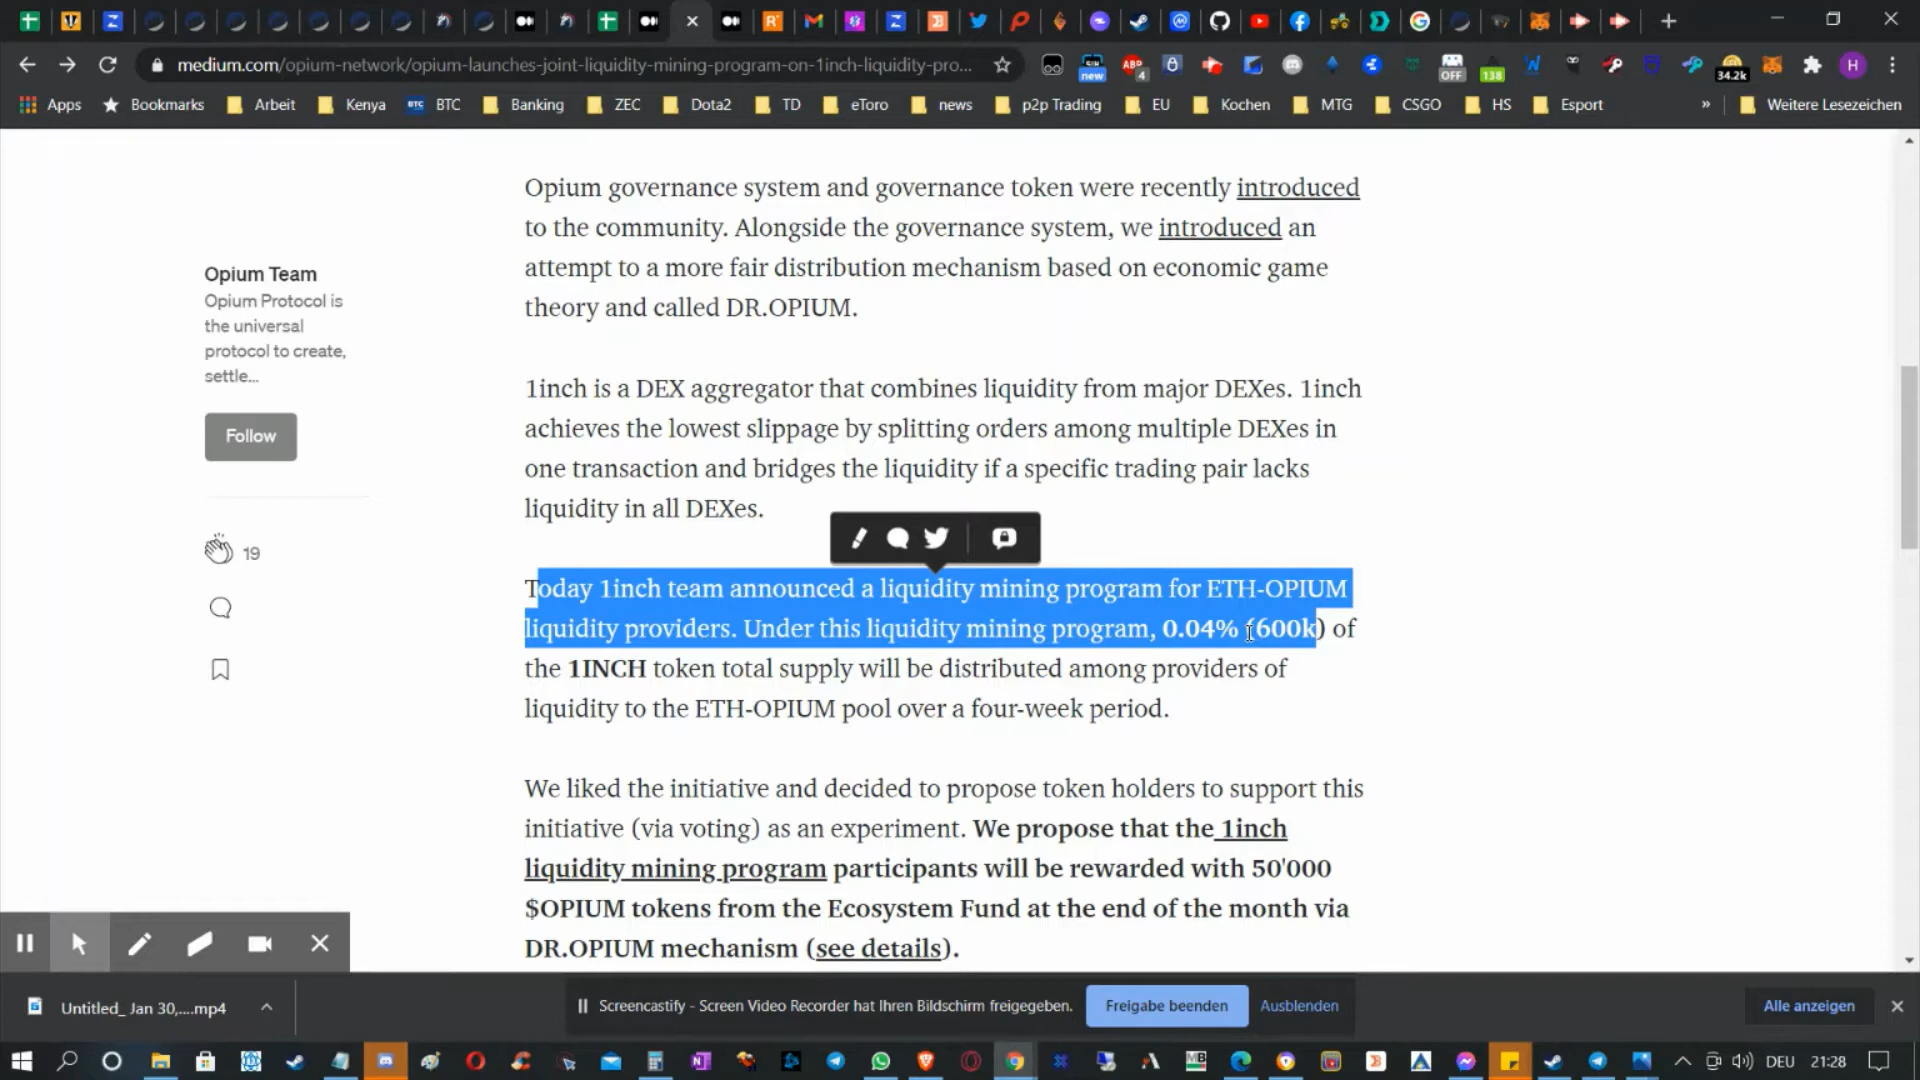 medium.com/opium-network/opium-launches-joint-liquidity-mining-program-on-1inch-liquidity-pro...
new
4
OFF
138
34.2k
H
Apps
Bookmarks
Arbeit
Kenya
BTC
Banking
ZEC
Dota2
TD
eToro
news
p2p Trading
EU
Kochen
MTG
CSGO
HS
Esport
»
Weitere Lesezeichen
Opium Team
Opium Protocol is
the universal
protocol to create,
settle...
Follow
19
Opium governance system and governance token were recently introduced
to the community. Alongside the governance system, we introduced an
attempt to a more fair distribution mechanism based on economic game
theory and called DR.OPIUM.
1inch is a DEX aggregator that combines liquidity from major DEXes. 1inch
achieves the lowest slippage by splitting orders among multiple DEXes in
one transaction and bridges the liquidity if a specific trading pair lacks
liquidity in all DEXes.
Today 1inch team announced a liquidity mining program for ETH-OPIUM
liquidity providers. Under this liquidity mining program, 0.04% (600k) of
the 1INCH token total supply will be distributed among providers of
liquidity to the ETH-OPIUM pool over a four-week period.
We liked the initiative and decided to propose token holders to support this
initiative (via voting) as an experiment. We propose that the 1inch
liquidity mining program participants will be rewarded with 50'000
$OPIUM tokens from the Ecosystem Fund at the end of the month via
DR.OPIUM mechanism (see details).
Untitled_ Jan 30,....mp4
Screencastify - Screen Video Recorder hat Ihren Bildschirm freigegeben.
Freigabe beenden
Ausblenden
Alle anzeigen
DEU
21:28